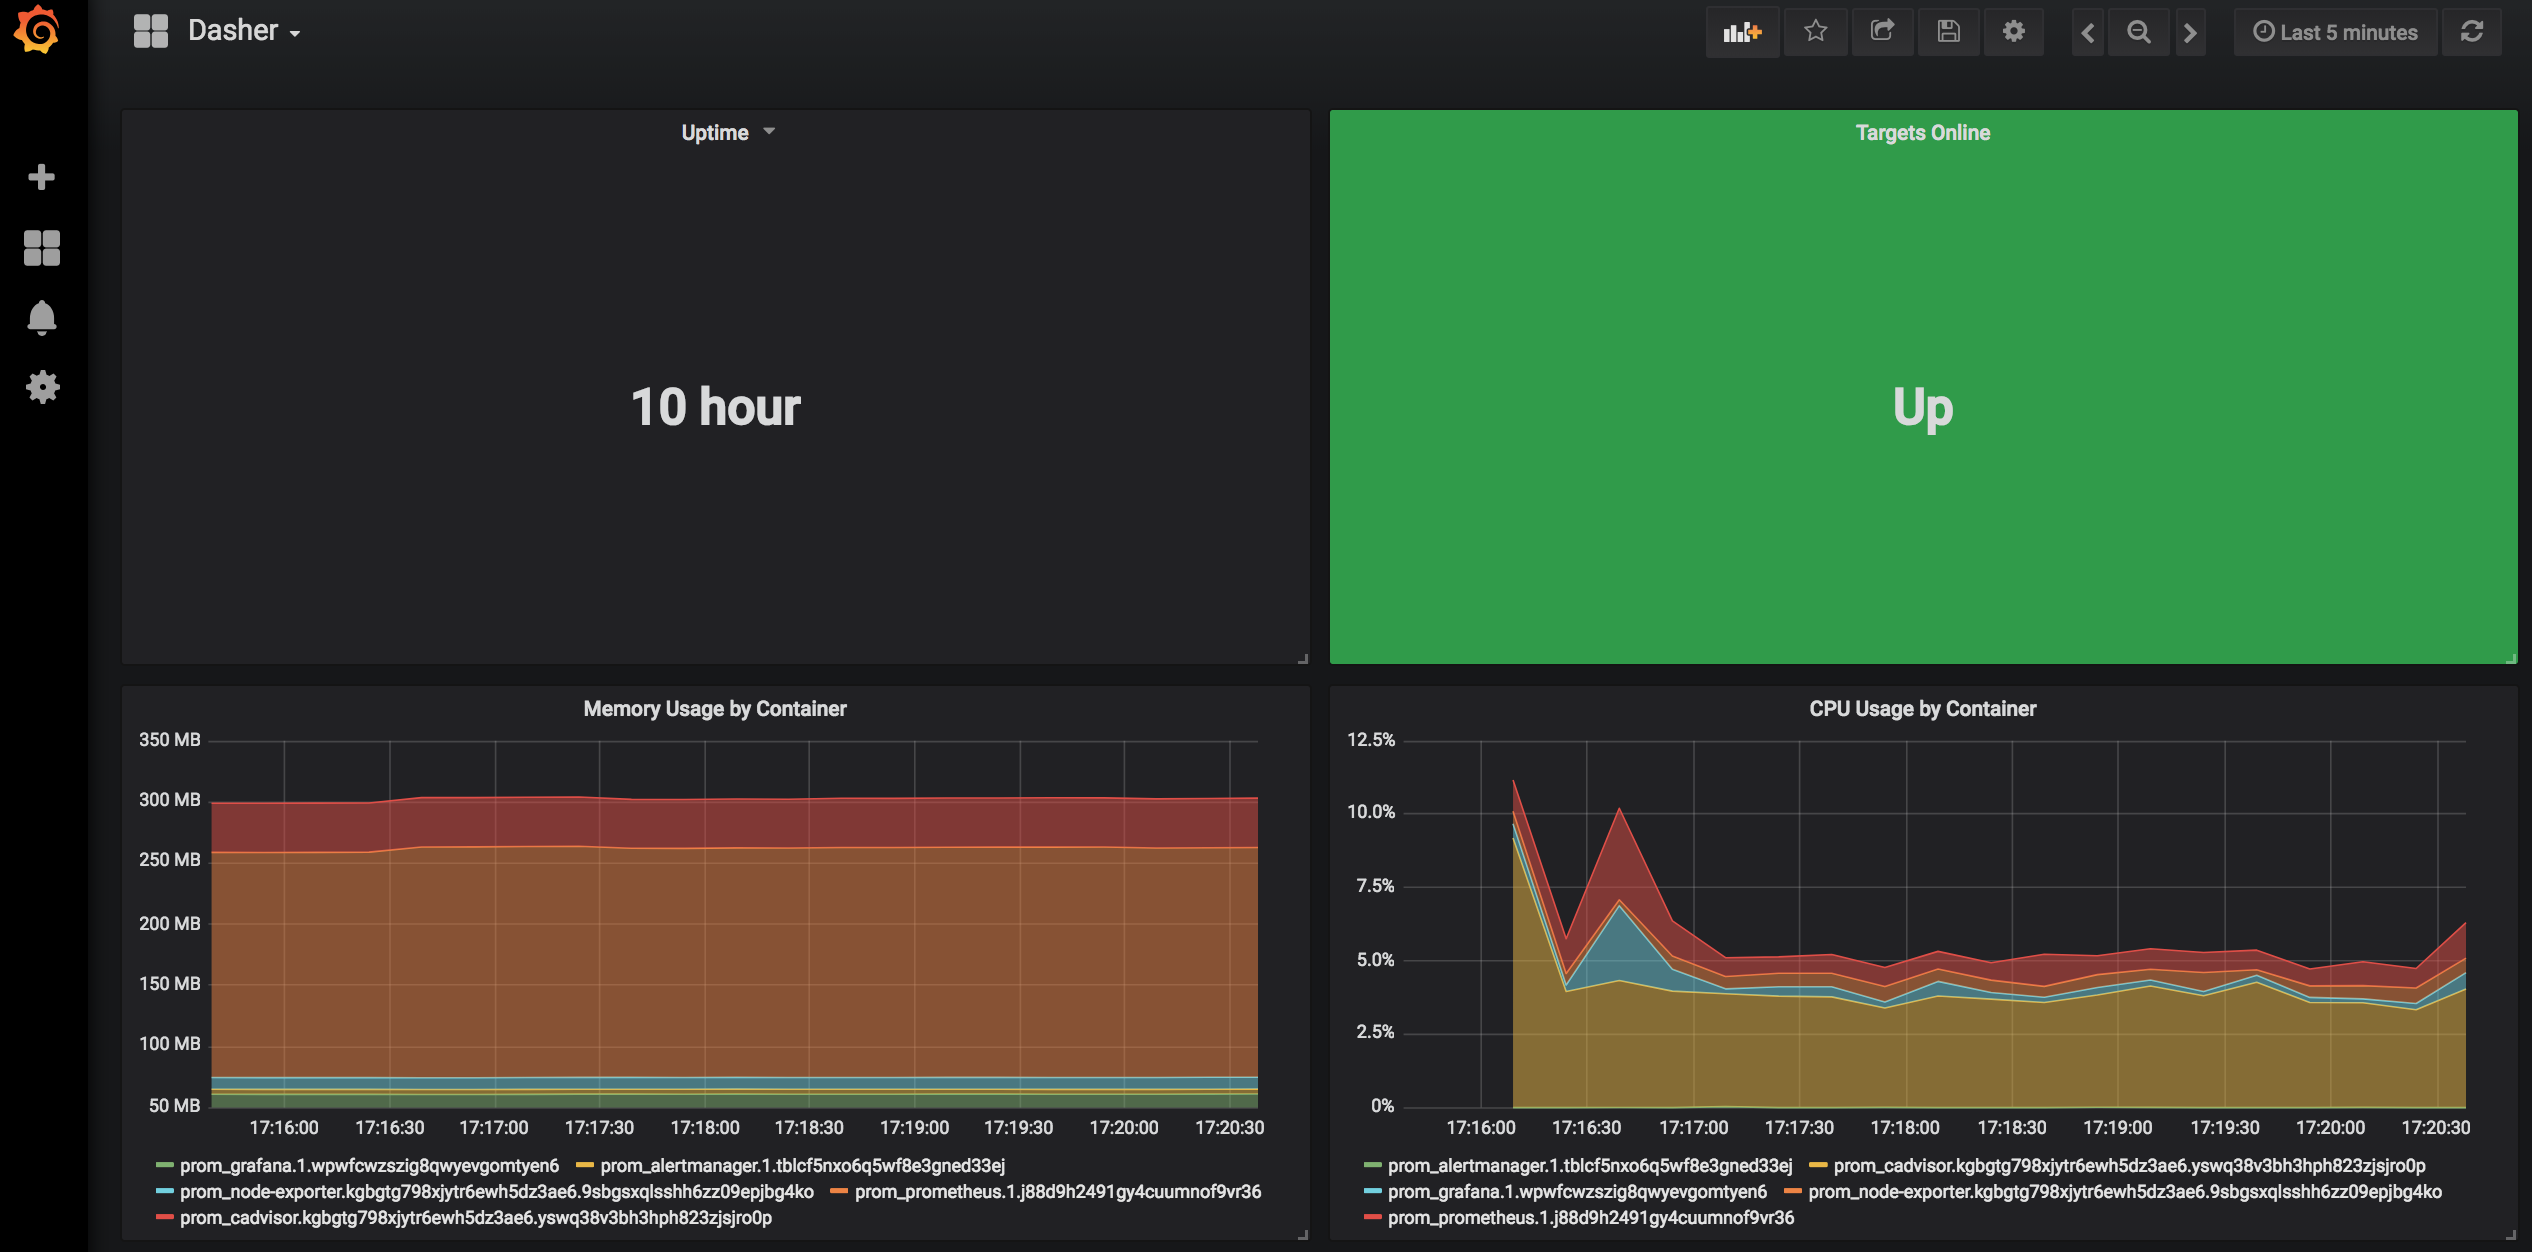 Dasher
Last 5 minutes
Uptime
Targets Online
10 hour
Up
Memory Usage by Container
350 MB
300 MB
250 MB
200 MB
150 MB
100 MB
50 MB
17:16:00 17:16:30 17:17:00 17:17:30 17:18:00 17:18:30 17:19:00 17:19:30 17:20:00 17:20:30
prom_grafana.1.wpwfcwzszig8qwyevgomtyen6 prom_alertmanager.1.tblcf5nxo6q5wf8e3gned33ej
prom_node-exporter.kgbgtg798xjytr6ewh5dz3ae6.9sbgsxqlsshh6zz09epjbg4ko prom_prometheus.1.j88d9h2491gy4cuumnof9vr36
prom_cadvisor.kgbgtg798xjytr6ewh5dz3ae6.yswq38v3bh3hph823zjsjro0p
CPU Usage by Container
12.5%
10.0%
7.5%
5.0%
2.5%
0%
17:16:00 17:16:30 17:17:00 17:17:30 17:18:00 17:18:30 17:19:00 17:19:30 17:20:00 17:20:30
prom_alertmanager.1.tblcf5nxo6q5wf8e3gned33ej prom_cadvisor.kgbgtg798xjytr6ewh5dz3ae6.yswq38v3bh3hph823zjsjro0p
prom_grafana.1.wpwfcwzszig8qwyevgomtyen6 prom_node-exporter.kgbgtg798xjytr6ewh5dz3ae6.9sbgsxqlsshh6zz09epjbg4ko
prom_prometheus.1.j88d9h2491gy4cuumnof9vr36